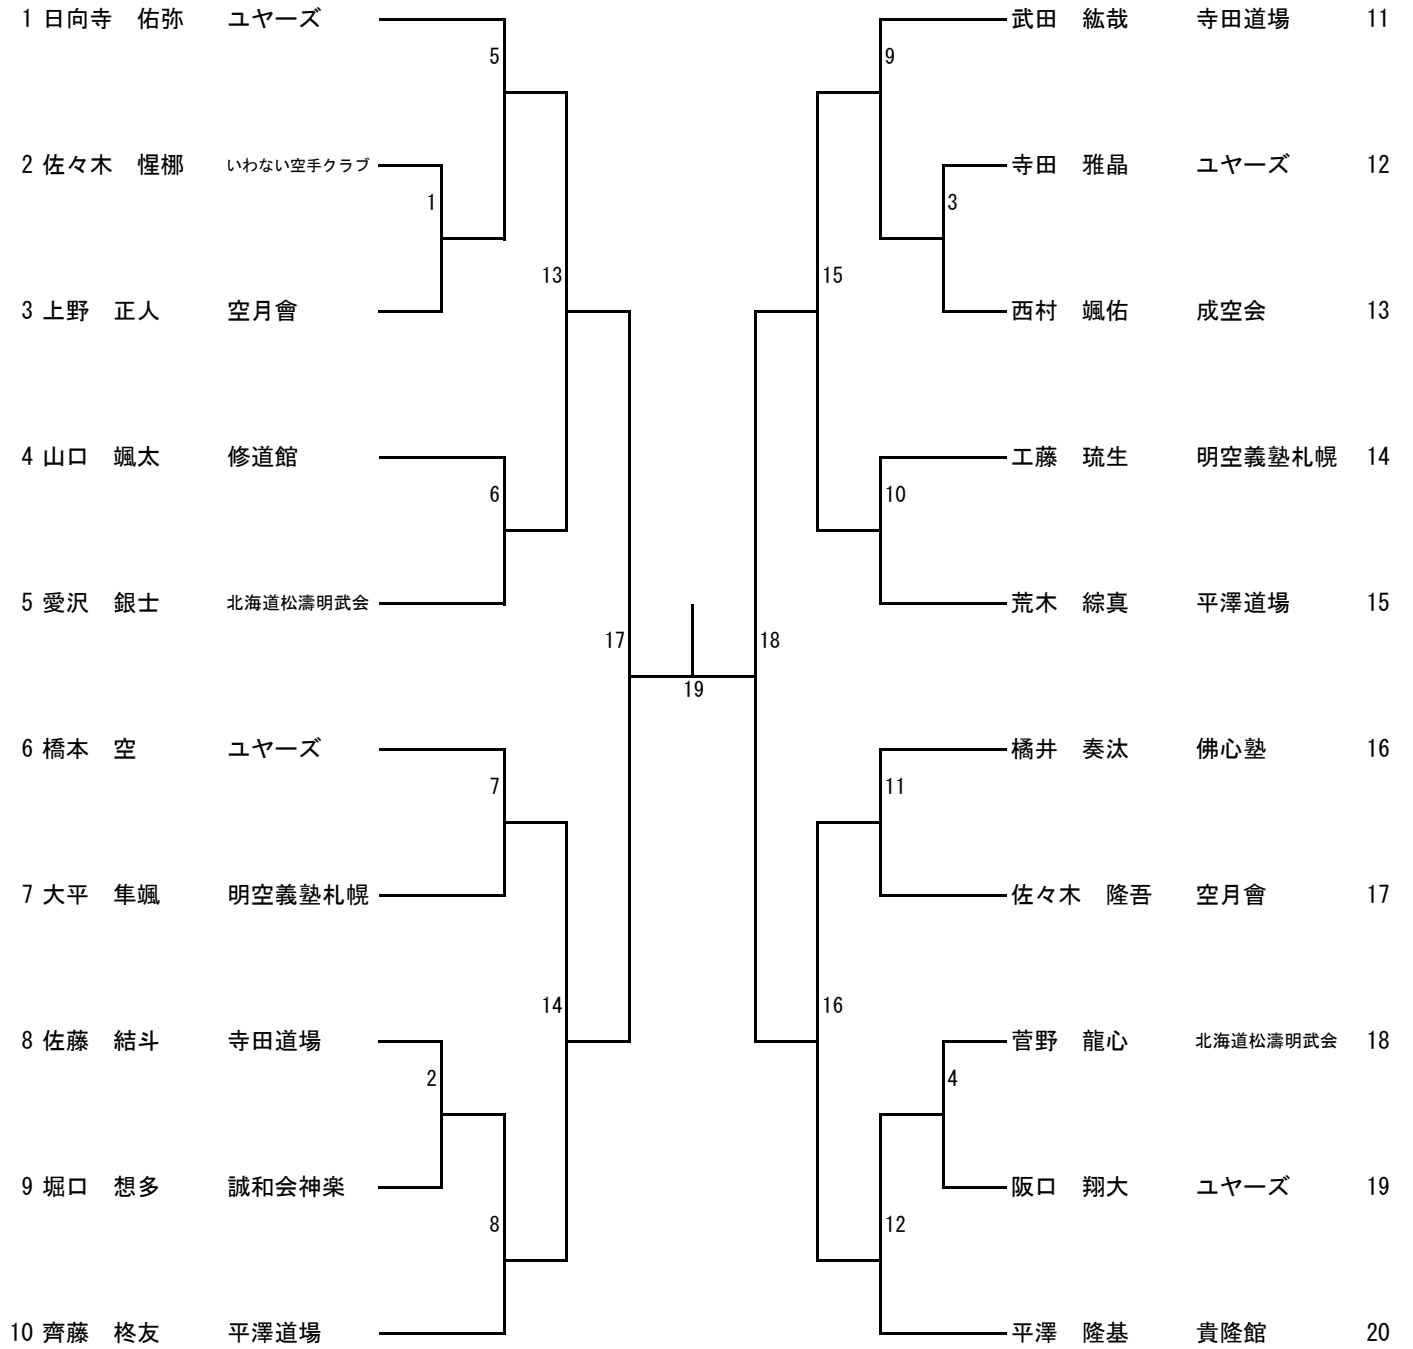 1 日向寺　佑弥 ユヤーズ 武田　紘哉 寺田道場 11
5 9
2 佐々木　惺梛 いわない空手クラブ 寺田　雅晶 ユヤーズ 12
1 3
13 15
3 上野　正人 空月會 西村　颯佑 成空会 13
4 山口　颯太 修道館 工藤　琉生 明空義塾札幌 14
6 10
5 愛沢　銀士 北海道松濤明武会 荒木　綜真 平澤道場 15
17 18
19
6 橋本　空 ユヤーズ 橘井　奏汰 佛心塾 16
7 11
7 大平　隼颯 明空義塾札幌 佐々木　隆吾 空月會 17
14 16
8 佐藤　結斗 寺田道場 菅野　龍心 北海道松濤明武会 18
2 4
9 堀口　想多 誠和会神楽 阪口　翔大 ユヤーズ 19
8 12
10 齊藤　柊友 平澤道場 平澤　隆基 貴隆館 20